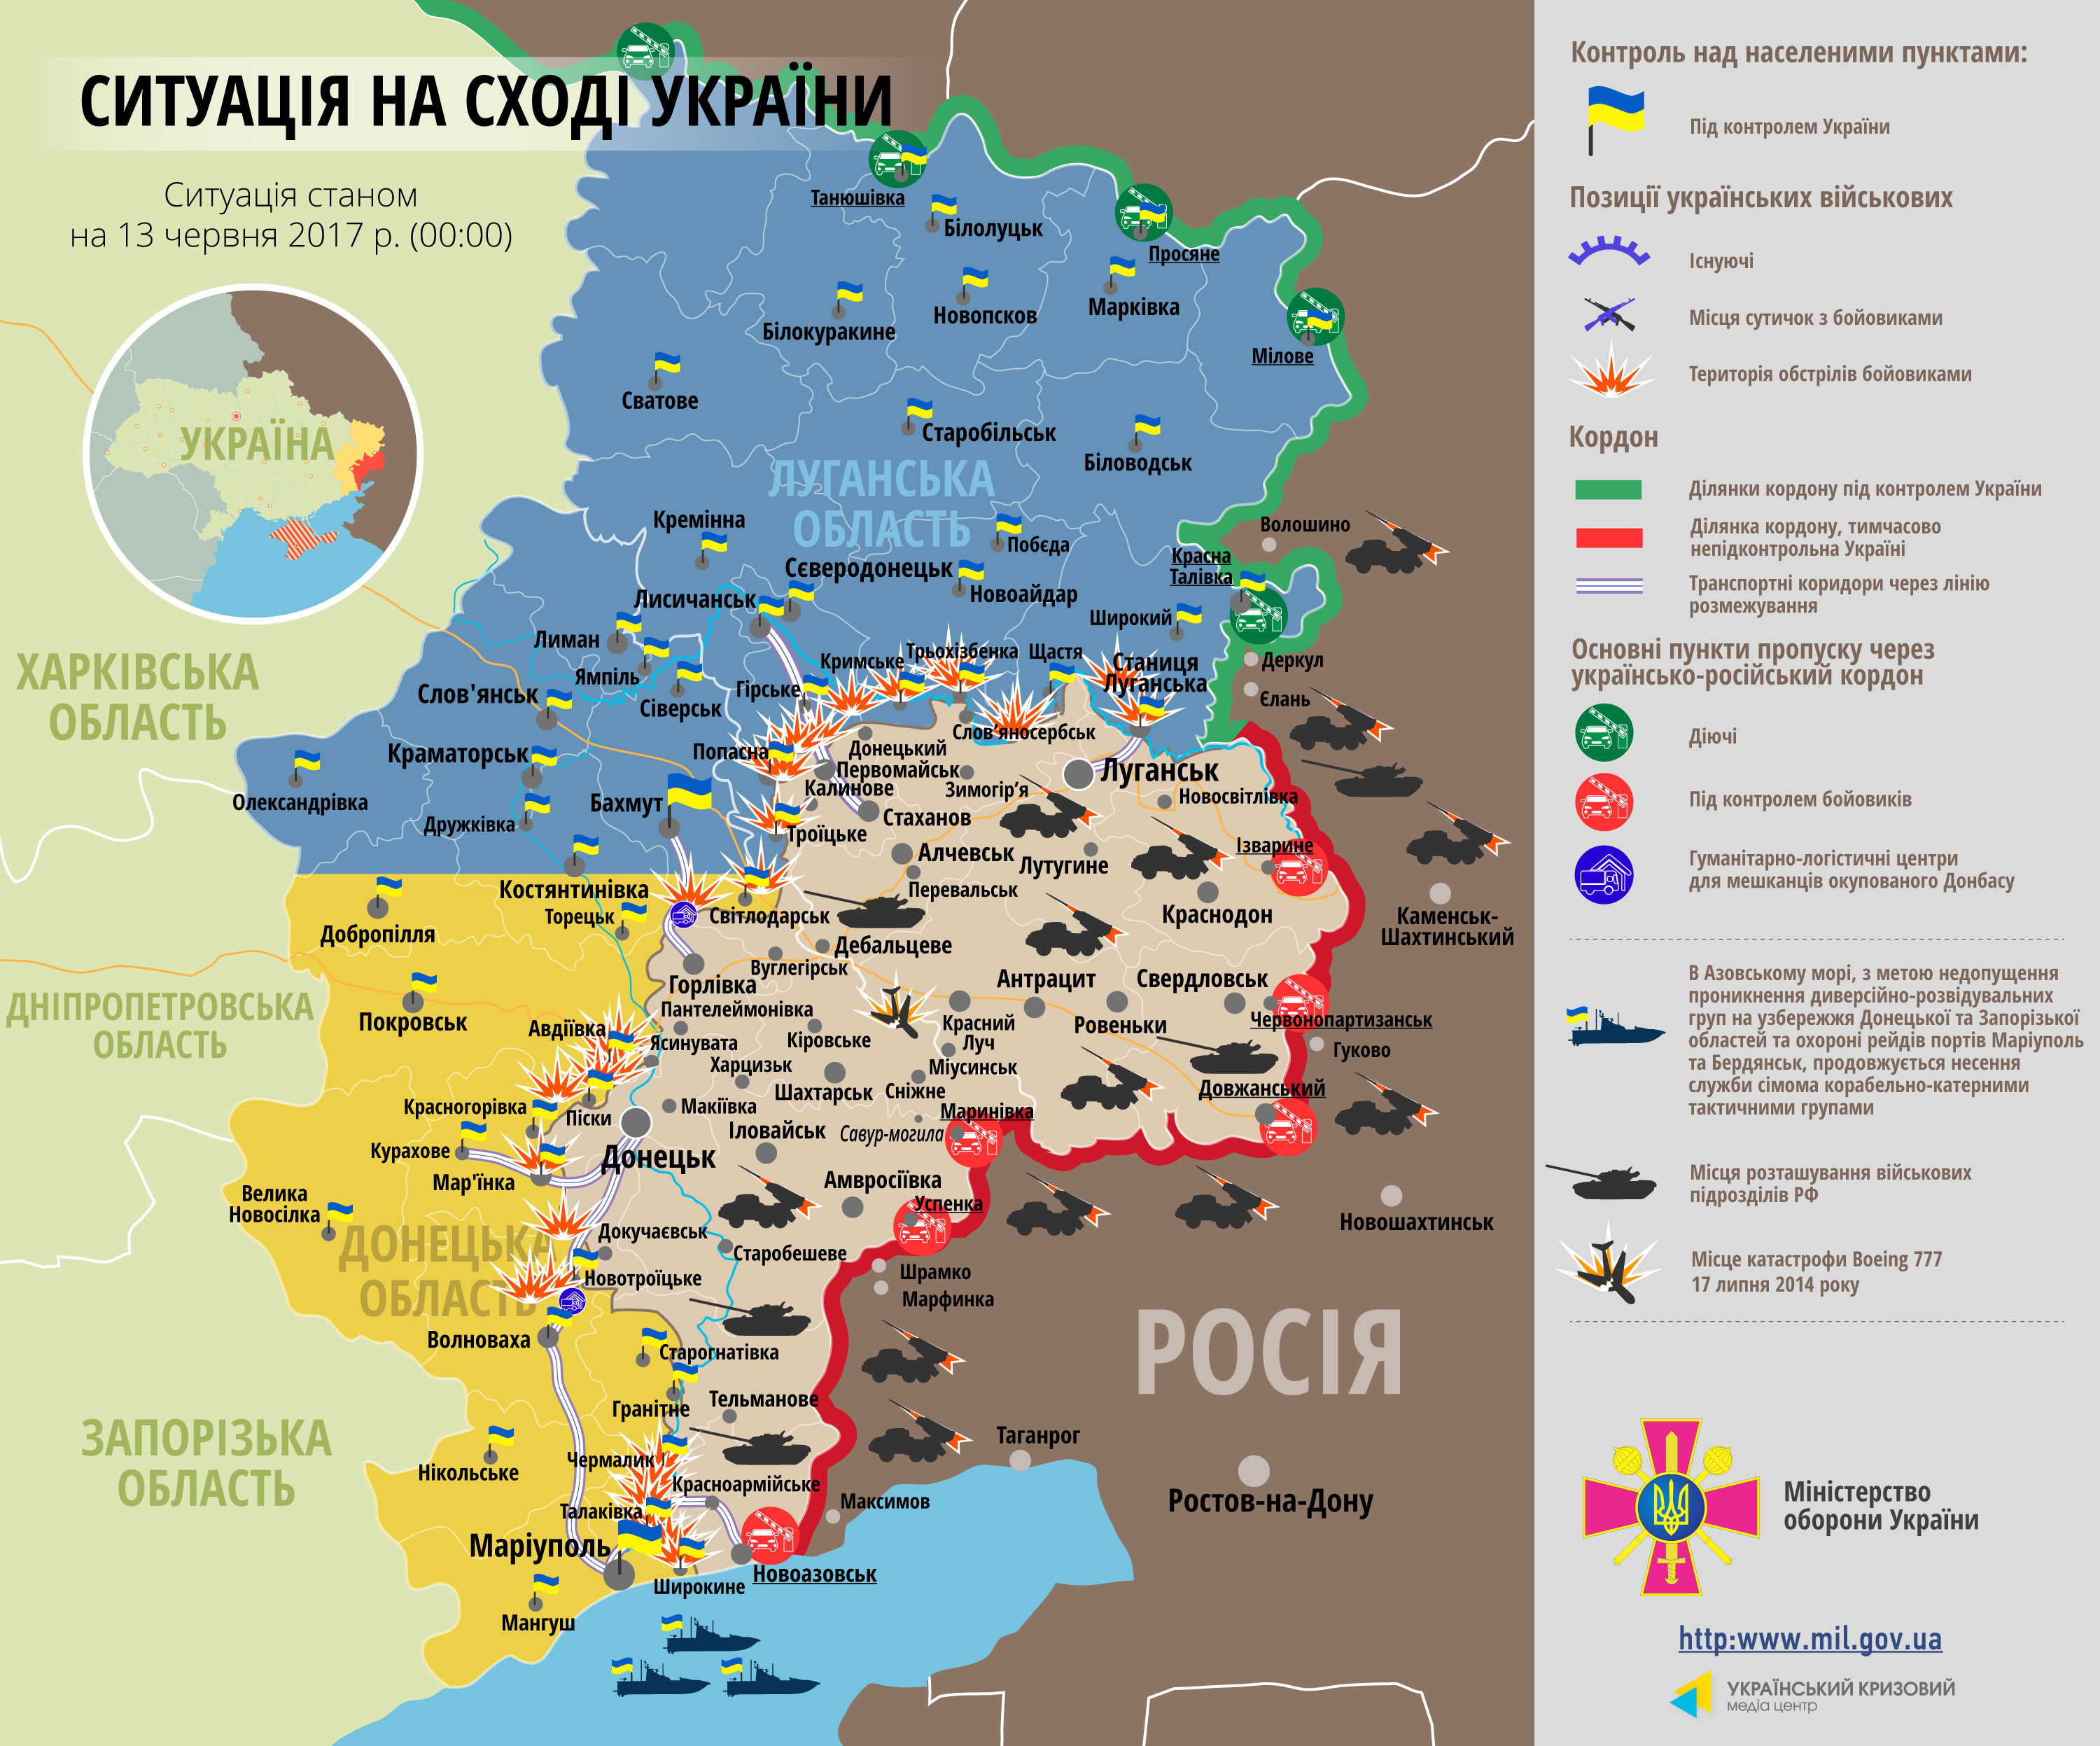 СИТУАЦІЯ НА СХОДІ УКРАЇНИ
Ситуація станом
на 13 червня 2017 р. (00:00)
УКРАЇНА
ХАРКІВСЬКА
ОБЛАСТЬ
ДНІПРОПЕТРОВСЬКА
ОБЛАСТЬ
ЗАПОРІЗЬКА
ОБЛАСТЬ
ЛУГАНСЬКА
ОБЛАСТЬ
ДОНЕЦЬКА
ОБЛАСТЬ
РОСІЯ
Танюшівка
Білолуцьк
Просяне
Новопсков
Марківка
Білокуракине
Мілове
Сватове
Старобільськ
Біловодськ
Кремінна
Побєда
Волошино
Красна
Талівка
Сєверодонецьк
Новоайдар
Лисичанськ
Широкий
Лиман
Кримське
Трьохізбенка
Щастя
Станиця
Луганська
Деркул
Ямпіль
Гірське
Слов'янськ
Сіверськ
Єлань
Слов'яносербськ
Краматорськ
Попасна
Донецький
Первомайськ
Луганськ
Калинове
Зимогір'я
Новосвітлівка
Олександрівка
Бахмут
Дружківка
Троїцьке
Стаханов
Алчевськ
Лутугине
Ізварине
Костянтинівка
Перевальськ
Торецьк
Світлодарськ
Краснодон
Каменськ-
Шахтинський
Добропілля
Дебальцеве
Вуглегірськ
Горлівка
Антрацит
Свердловськ
Покровськ
Авдіївка
Пантелеймонівка
Красний
Луч
Ровеньки
Червонопартизанськ
Ясинувата
Кіровське
Гуково
Харцизьк
Міусинськ
Шахтарськ
Сніжне
Довжанський
Красногорівка
Піски
Макіївка
Маринівка
Іловайськ
Савур-могила
Курахове
Донецьк
Мар'їнка
Амвросіївка
Велика
Новосілка
Успенка
Новошахтинськ
Докучаєвськ
Старобешеве
Новотроїцьке
Шрамко
Марфинка
Волноваха
Старогнатівка
Гранітне
Тельманове
Таганрог
Чермалик
Нікольське
Красноармійське
Талаківка
Максимов
Ростов-на-Дону
Маріуполь
Широкине
Новоазовськ
Мангуш
Контроль над населеними пунктами:
Під контролем України
Позиції українських військових
Існуючі
Місця сутичок з бойовиками
Територія обстрілів бойовиками
Кордон
Ділянки кордону під контролем України
Ділянка кордону, тимчасово
непідконтрольна Україні
Транспортні коридори через лінію
розмежування
Основні пункти пропуску через
українсько-російський кордон
Діючі
Під контролем бойовиків
Гуманітарно-логістичні центри
для мешканців окупованого Донбасу
В Азовському морі, з метою недопущення
проникнення диверсійно-розвідувальних
груп на узбережжя Донецької та Запорізької
областей та охороні рейдів портів Маріуполь
та Бердянськ, продовжується несення
служби сімома корабельно-катерними
тактичними групами
Місця розташування військових
підрозділів РФ
Місце катастрофи Boeing 777
17 липня 2014 року
Міністерство
оборони України
http:www.mil.gov.ua
УКРАЇНСЬКИЙ КРИЗОВИЙ
медіа центр